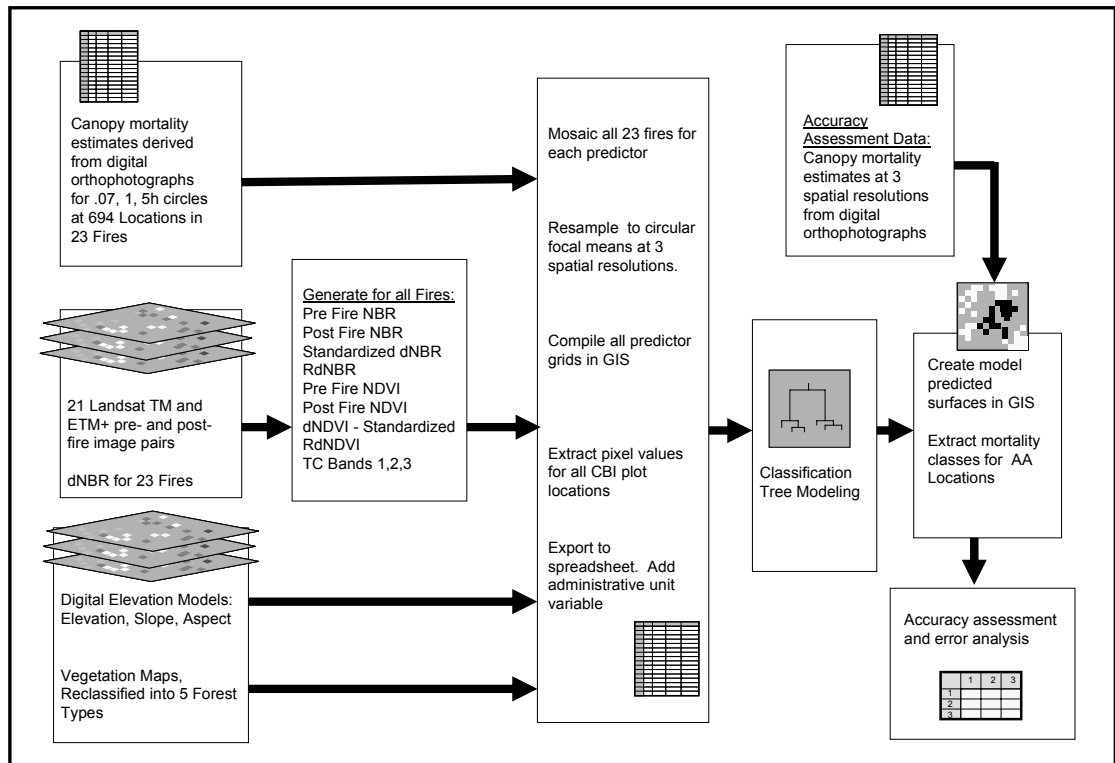 Canopy mortality
estimates derived
from digital
orthophotographs
for .07, 1, 5h circles
at 694 Locations in
23 Fires
21 Landsat TM and
ETM+ pre- and post-
fire image pairs
dNBR for 23 Fires
Digital Elevation Models:
Elevation, Slope, Aspect
Vegetation Maps,
Reclassified into 5 Forest
Types
Generate for all Fires:
Pre Fire NBR
Post Fire NBR
Standardized dNBR
RdNBR
Pre Fire NDVI
Post Fire NDVI
dNDVI - Standardized
RdNDVI
TC Bands 1,2,3
Mosaic all 23 fires for
each predictor
Resample to circular
focal means at 3
spatial resolutions.
Compile all predictor
grids in GIS
Extract pixel values
for all CBI plot
locations
Export to
spreadsheet. Add
administrative unit
variable
Classification
Tree Modeling
Accuracy
Assessment Data:
Canopy mortality
estimates at 3
spatial resolutions
from digital
orthophotographs
Create model
predicted
surfaces in GIS
Extract mortality
classes for AA
Locations
Accuracy assessment
and error analysis
1 2 3
1
2
3